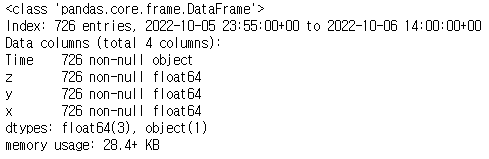 <class 'pandas.core.frame.DataFrame'>
Index: 726 entries, 2022-10-05 23:55:00+00 to 2022-10-06 14:00:00+00
Data columns (total 4 columns):
Time    726 non-null object
z       726 non-null float64
y       726 non-null float64
x       726 non-null float64
dtypes: float64(3), object(1)
memory usage: 28.4+ KB